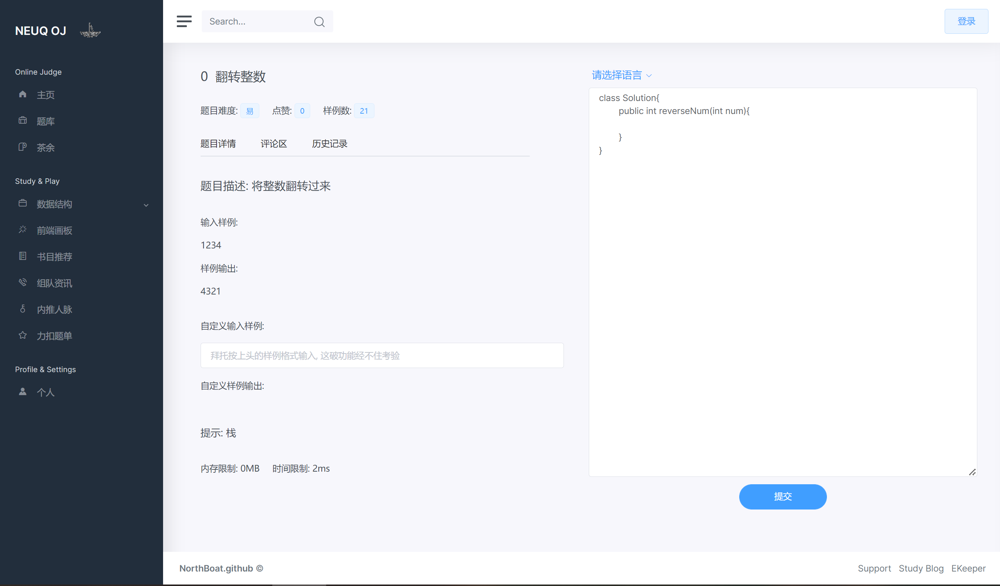 NEUQ OJ
Online Judge
主页
题库
茶余
Study & Play
数据结构
前端画板
书目推荐
组队资讯
内推人脉
力扣题单
Profile & Settings
个人
Search...
登录
0 翻转整数
题目难度: 易 点赞: 0 样例数: 21
题目详情 评论区 历史记录
题目描述: 将整数翻转过来
输入样例:
1234
样例输出:
4321
自定义输入样例:
拜托按上头的样例格式输入, 这破功能经不住考验
自定义样例输出:
提示: 栈
内存限制: 0MB 时间限制: 2ms
请选择语言
class Solution{
public int reverseNum(int num){
}
}
提交
NorthBoat.github ©
Support Study Blog EKeeper